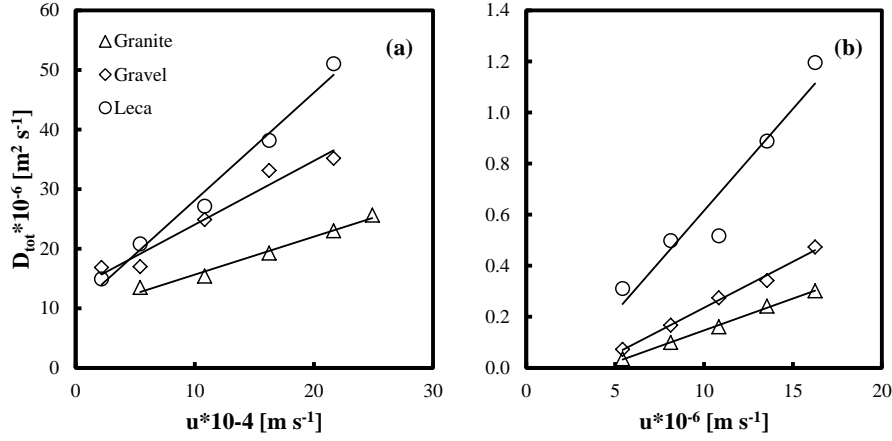 60
50
40
30
20
10
0
D_tot*10^-6 [m² s^-1]
Granite
Gravel
Leca
(a)
0 10 20 30
u*10-4 [m s^-1]
1.4
1.2
1.0
0.8
0.6
0.4
0.2
0.0
(b)
0 5 10 15 20
u*10^-6 [m s^-1]